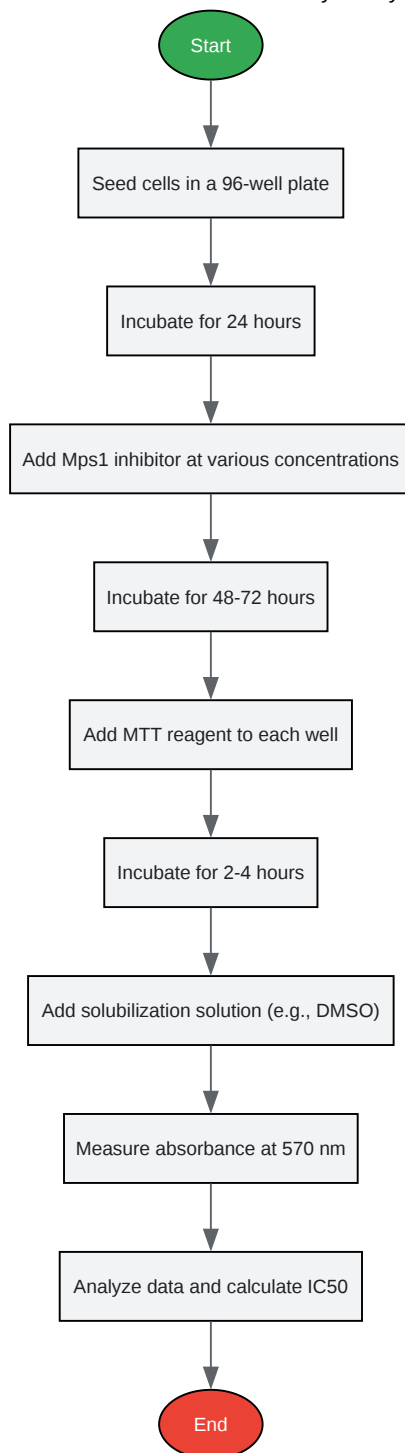 Start
Seed cells in a 96-well plate
Incubate for 24 hours
Add Mps1 inhibitor at various concentrations
Incubate for 48-72 hours
Add MTT reagent to each well
Incubate for 2-4 hours
Add solubilization solution (e.g., DMSO)
Measure absorbance at 570 nm
Analyze data and calculate IC50
End